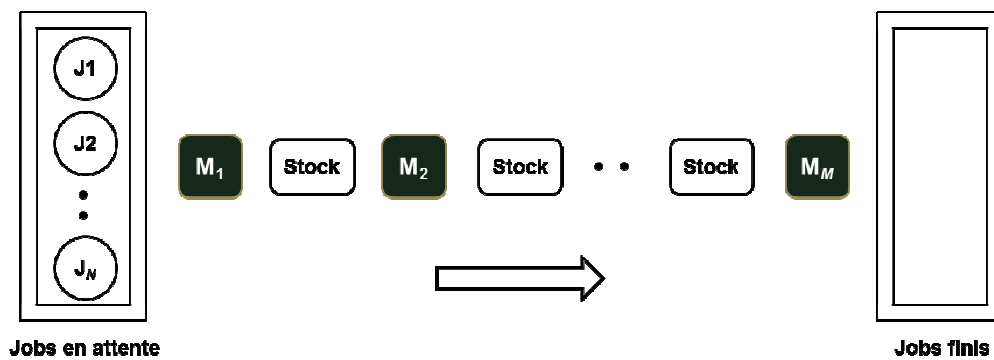 J1
J2
JN
M1
Stock
M2
Stock
Stock
MM
Jobs en attente
Jobs finis